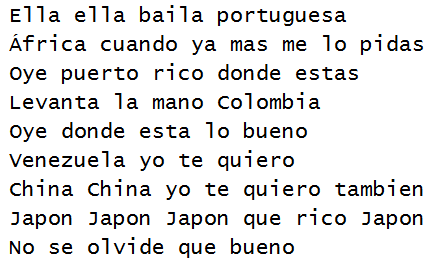 Ella ella baila portuguesa
África cuando ya mas me lo pidas
Oye puerto rico donde estas
Levanta la mano Colombia
Oye donde esta lo bueno
Venezuela yo te quiero
China China yo te quiero tambien
Japon Japon Japon que rico Japon
No se olvide que bueno